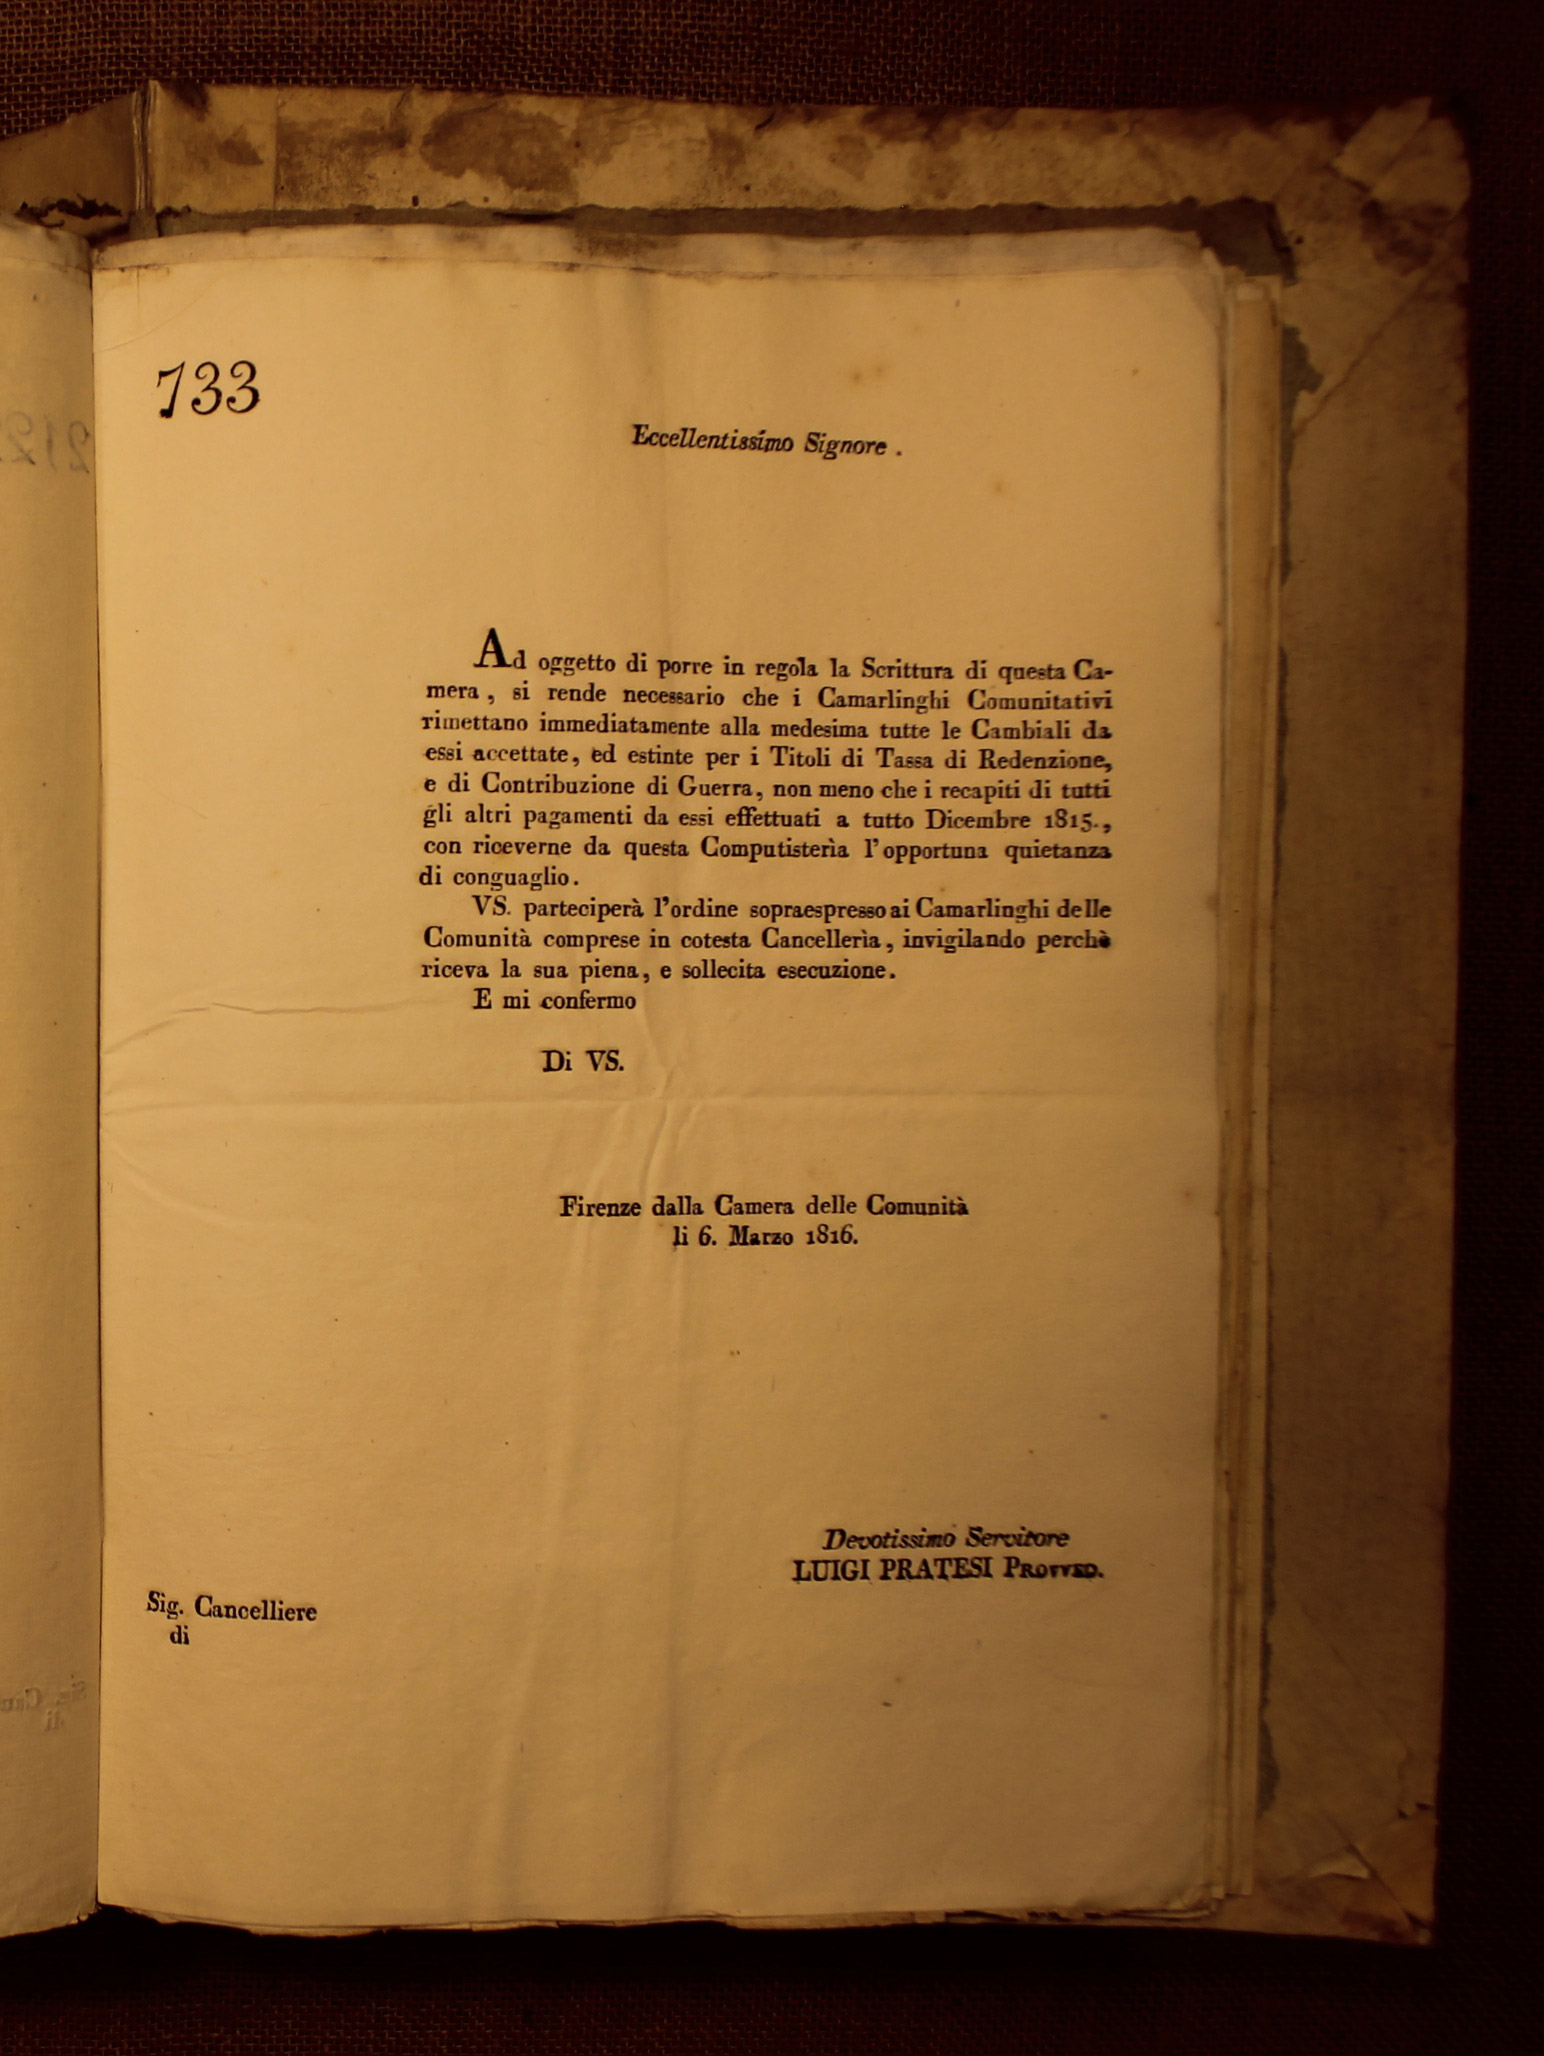 733
Eccellentissimo Signore .
Ad oggetto di porre in regola la Scrittura di questa Ca-
mera , si rende necessario che i Camarlinghi Comunitativi
rimettano immediatamente alla medesima tutte le Cambiali da
essi accettate, ed estinte per i Titoli di Tassa di Redenzione,
e di Contribuzione di Guerra, non meno che i recapiti di tutti
gli altri pagamenti da essi effettuati a tutto Dicembre 1815.,
con riceverne da questa Computisterìa l'opportuna quietanza
di conguaglio.
VS. parteciperà l'ordine sopraespresso ai Camarlinghi delle
Comunità comprese in cotesta Cancellerìa, invigilando perchè
riceva la sua piena, e sollecita esecuzione.
E mi confermo
Di VS.
Firenze dalla Camera delle Comunità
li 6. Marzo 1816.
Devotissimo Servitore
LUIGI PRATESI PROVVED.
Sig. Cancelliere
di